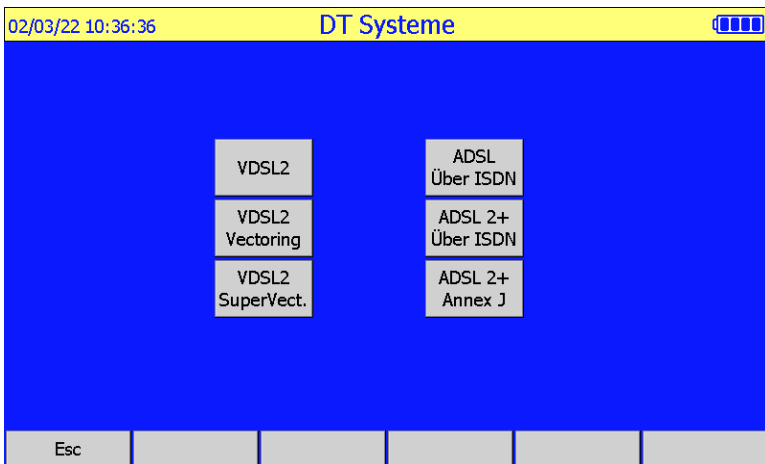 02/03/22 10:36:36
DT Systeme
VDSL2
ADSL
Über ISDN
VDSL2
Vectoring
ADSL 2+
Über ISDN
VDSL2
SuperVect.
ADSL 2+
Annex J
Esc